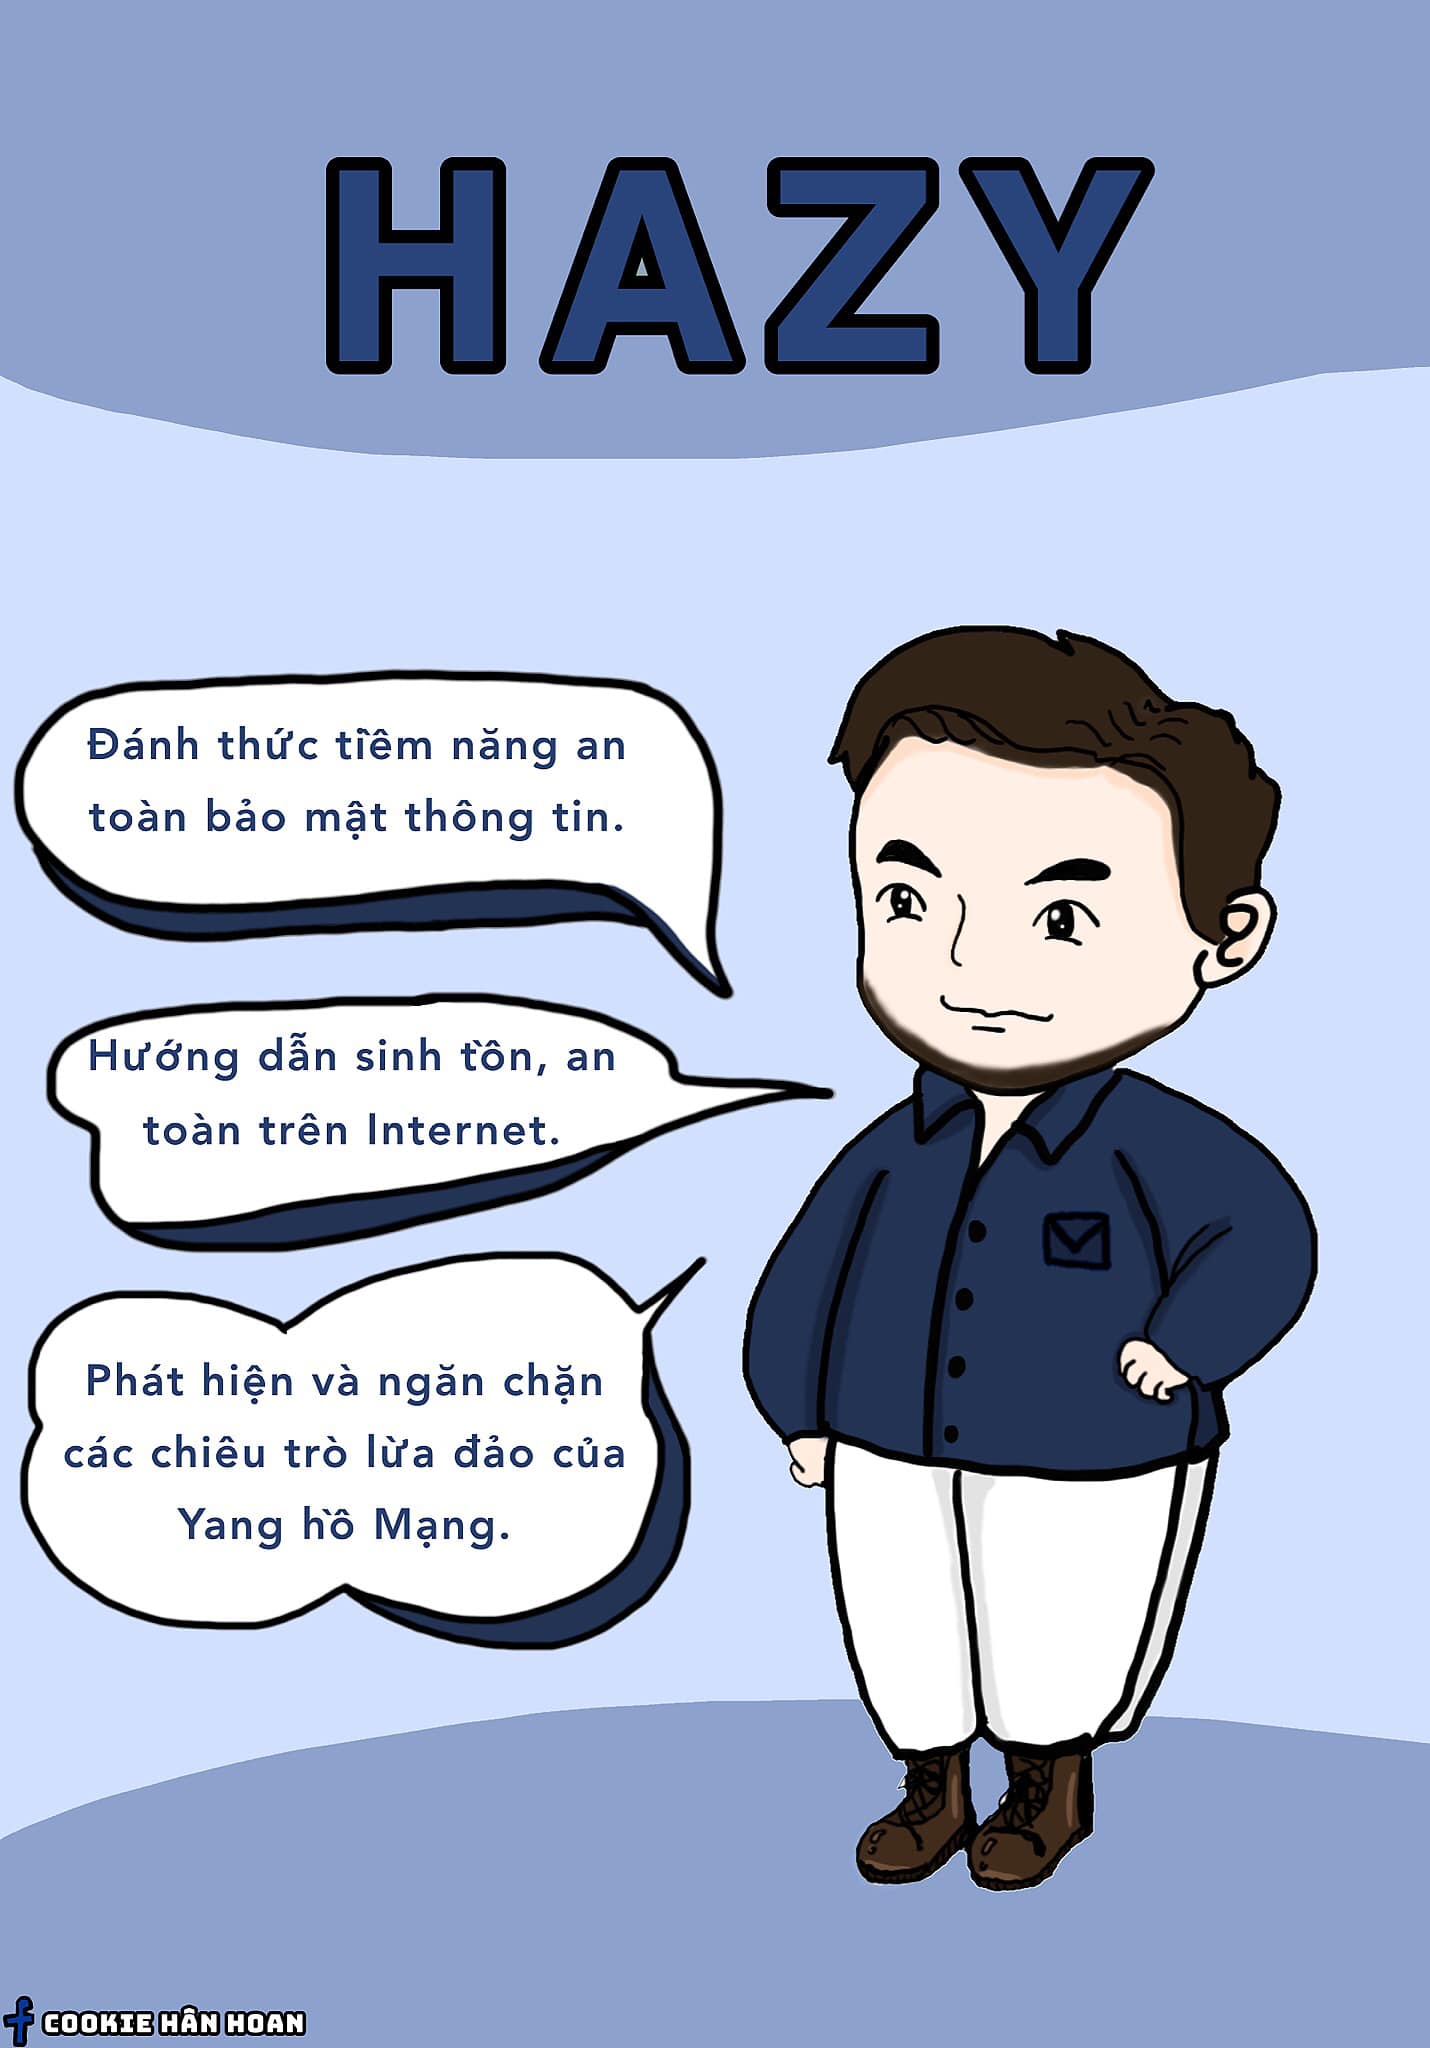 HAZY
Đánh thức tiềm năng an
toàn bảo mật thông tin.
Hướng dẫn sinh tồn, an
toàn trên Internet.
Phát hiện và ngăn chặn
các chiêu trò lừa đảo của
Yang hồ Mạng.
COOKIE HÂN HOAN